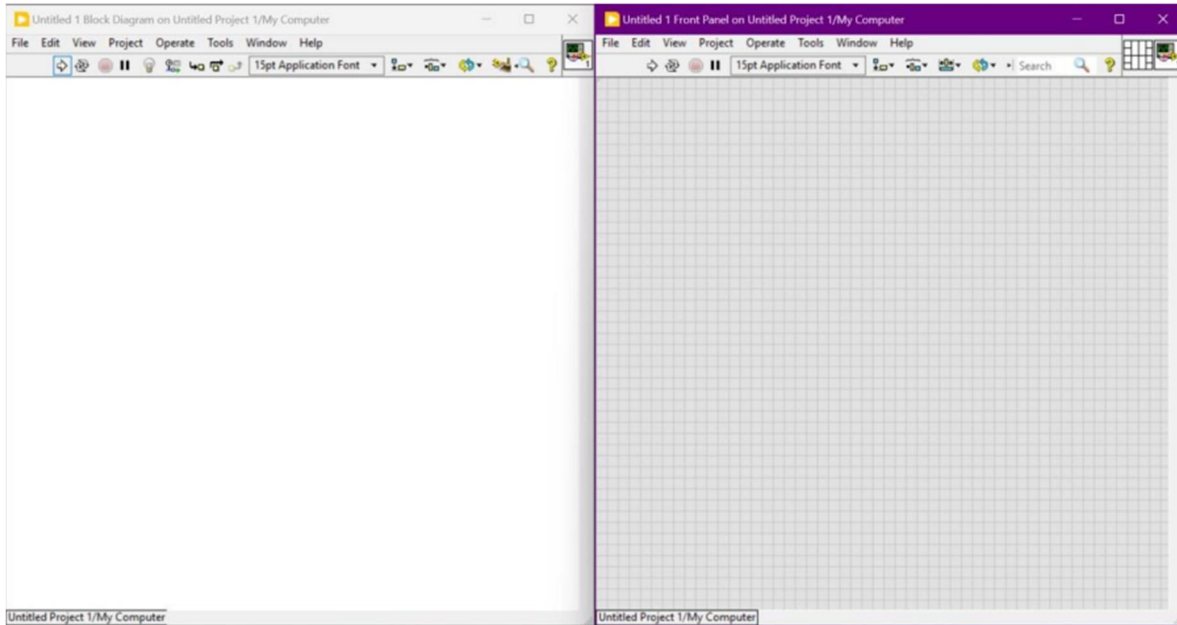 Untitled 1 Block Diagram on Untitled Project 1/My Computer
File Edit View Project Operate Tools Window Help
15pt Application Font
1
Untitled Project 1/My Computer
Untitled 1 Front Panel on Untitled Project 1/My Computer
File Edit View Project Operate Tools Window Help
15pt Application Font
Search
Untitled Project 1/My Computer